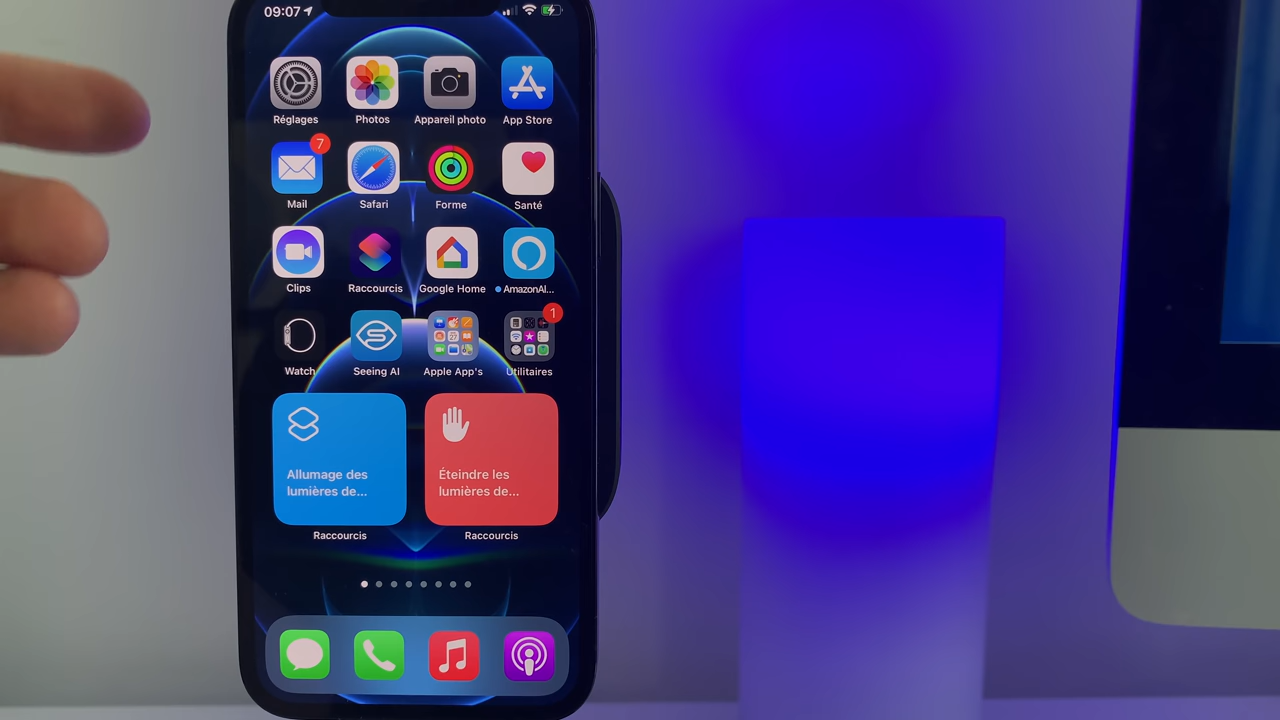 09:07
Réglages
Photos
Appareil photo
App Store
7
Mail
Safari
Forme
Santé
Clips
Raccourcis
Google Home
AmazonAl...
1
Watch
Seeing AI
Apple App's
Utilitaires
Allumage des
lumières de...
Éteindre les
lumières de...
Raccourcis
Raccourcis